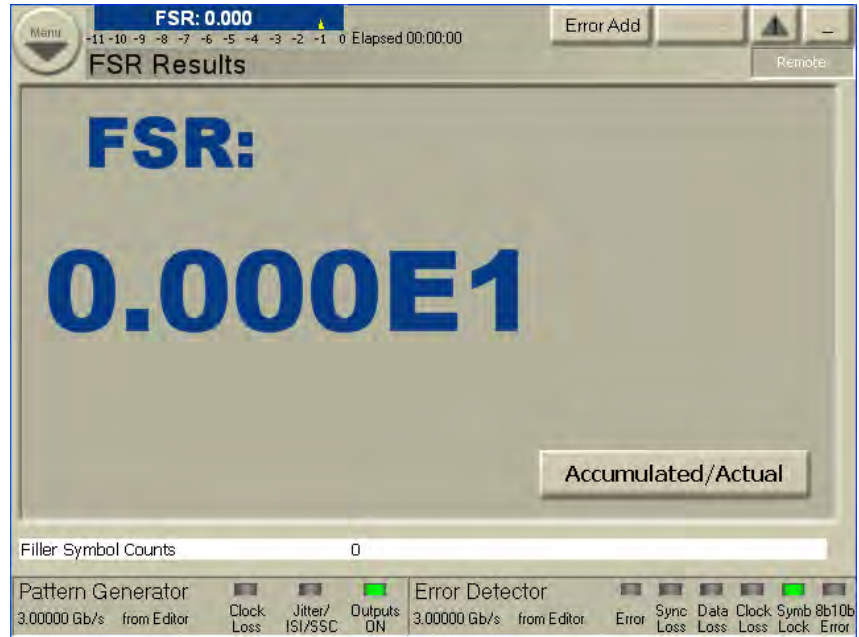 Menu
FSR: 0.000
-11 -10 -9 -8 -7 -6 -5 -4 -3 -2 -1 0 Elapsed 00:00:00
Error Add
_
FSR Results
Remote
FSR:
0.000E1
Accumulated/Actual
Filler Symbol Counts 0
Pattern Generator
3.00000 Gb/s from Editor
Clock Loss
Jitter/ ISI/SSC
Outputs ON
Error Detector
3.00000 Gb/s from Editor
Error
Sync Loss
Data Loss
Clock Loss
Symb Lock
8b10b Error